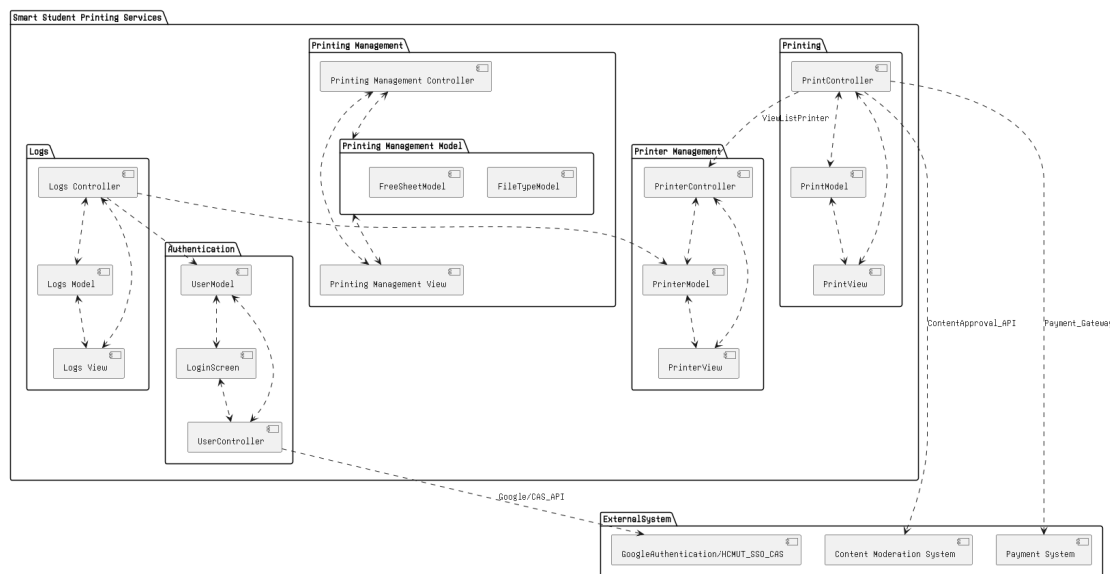 Smart Student Printing Services
Printing Management
Printing
Printing Management Controller
PrintController
ViewListPrinter
Logs
Printing Management Model
Printer Management
Logs Controller
FreeSheetModel
FileTypeModel
PrinterController
PrintModel
Authentication
Logs Model
UserModel
Printing Management View
PrinterModel
PrintView
ContentApproval_API
Payment_Gateway
Logs View
LoginScreen
PrinterView
UserController
Google/CAS_API
ExternalSystem
GoogleAuthentication/HCMUT_SSO_CAS
Content Moderation System
Payment System